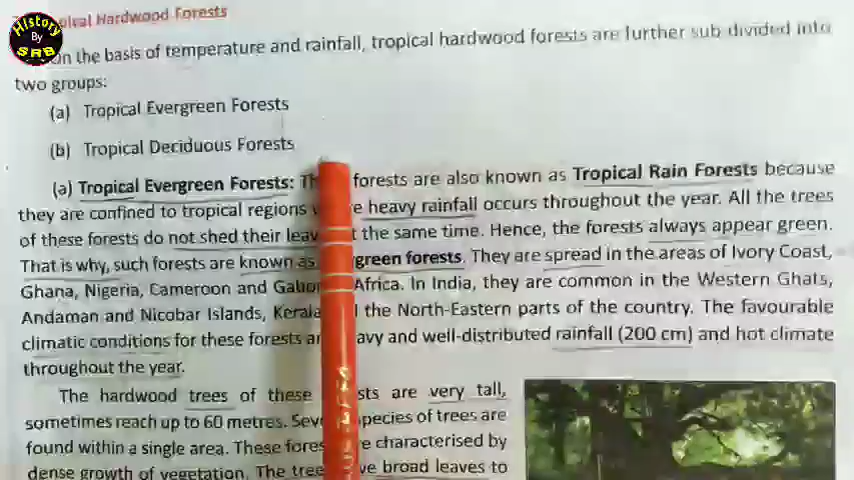 History
By
SRB
Tropical Hardwood Forests
On the basis of temperature and rainfall, tropical hardwood forests are further sub divided into
two groups:
(a) Tropical Evergreen Forests
(b) Tropical Deciduous Forests
(a) Tropical Evergreen Forests: Th forests are also known as Tropical Rain Forests because
they are confined to tropical regions e heavy rainfall occurs throughout the year. All the trees
of these forests do not shed their leav t the same time. Hence, the forests always appear green.
That is why, such forests are known as green forests. They are spread in the areas of Ivory Coast,
Ghana, Nigeria, Cameroon and Gabon Africa. In India, they are common in the Western Ghats,
Andaman and Nicobar Islands, Kerala the North-Eastern parts of the country. The favourable
climatic conditions for these forests ar avy and well-distributed rainfall (200 cm) and hot climate
throughout the year.
The hardwood trees of these sts are very tall,
sometimes reach up to 60 metres. Seve pecies of trees are
found within a single area. These fores e characterised by
dense growth of vegetation. The tree ve broad leaves to